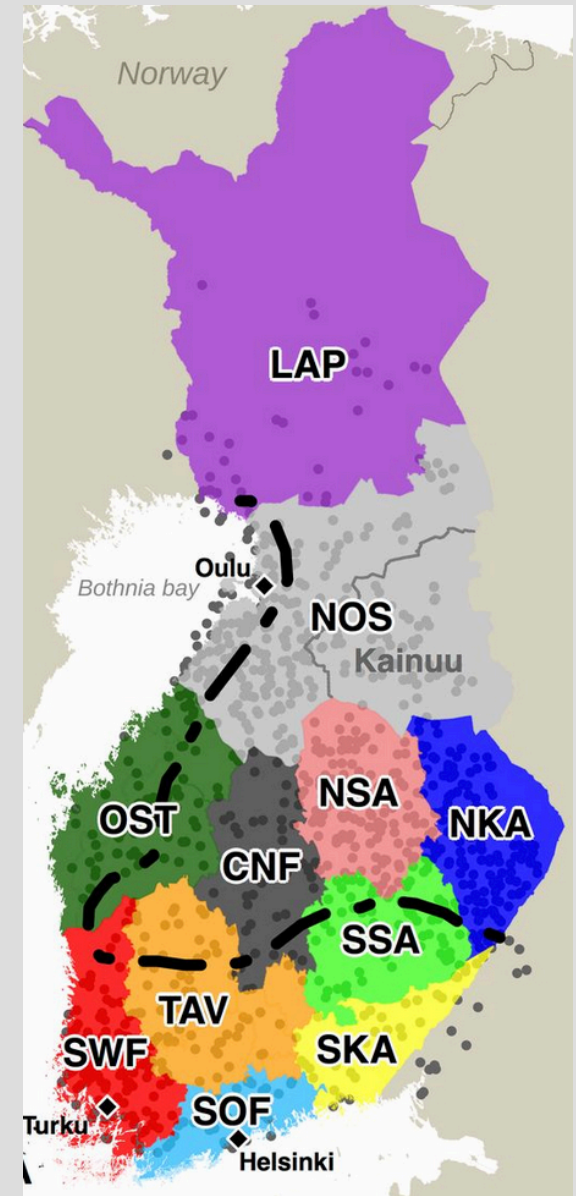 Norway
LAP
Oulu
Bothnia bay
NOS
Kainuu
OST
NSA
NKA
CNF
SSA
TAV
SWF
SKA
SOF
Turku
Helsinki